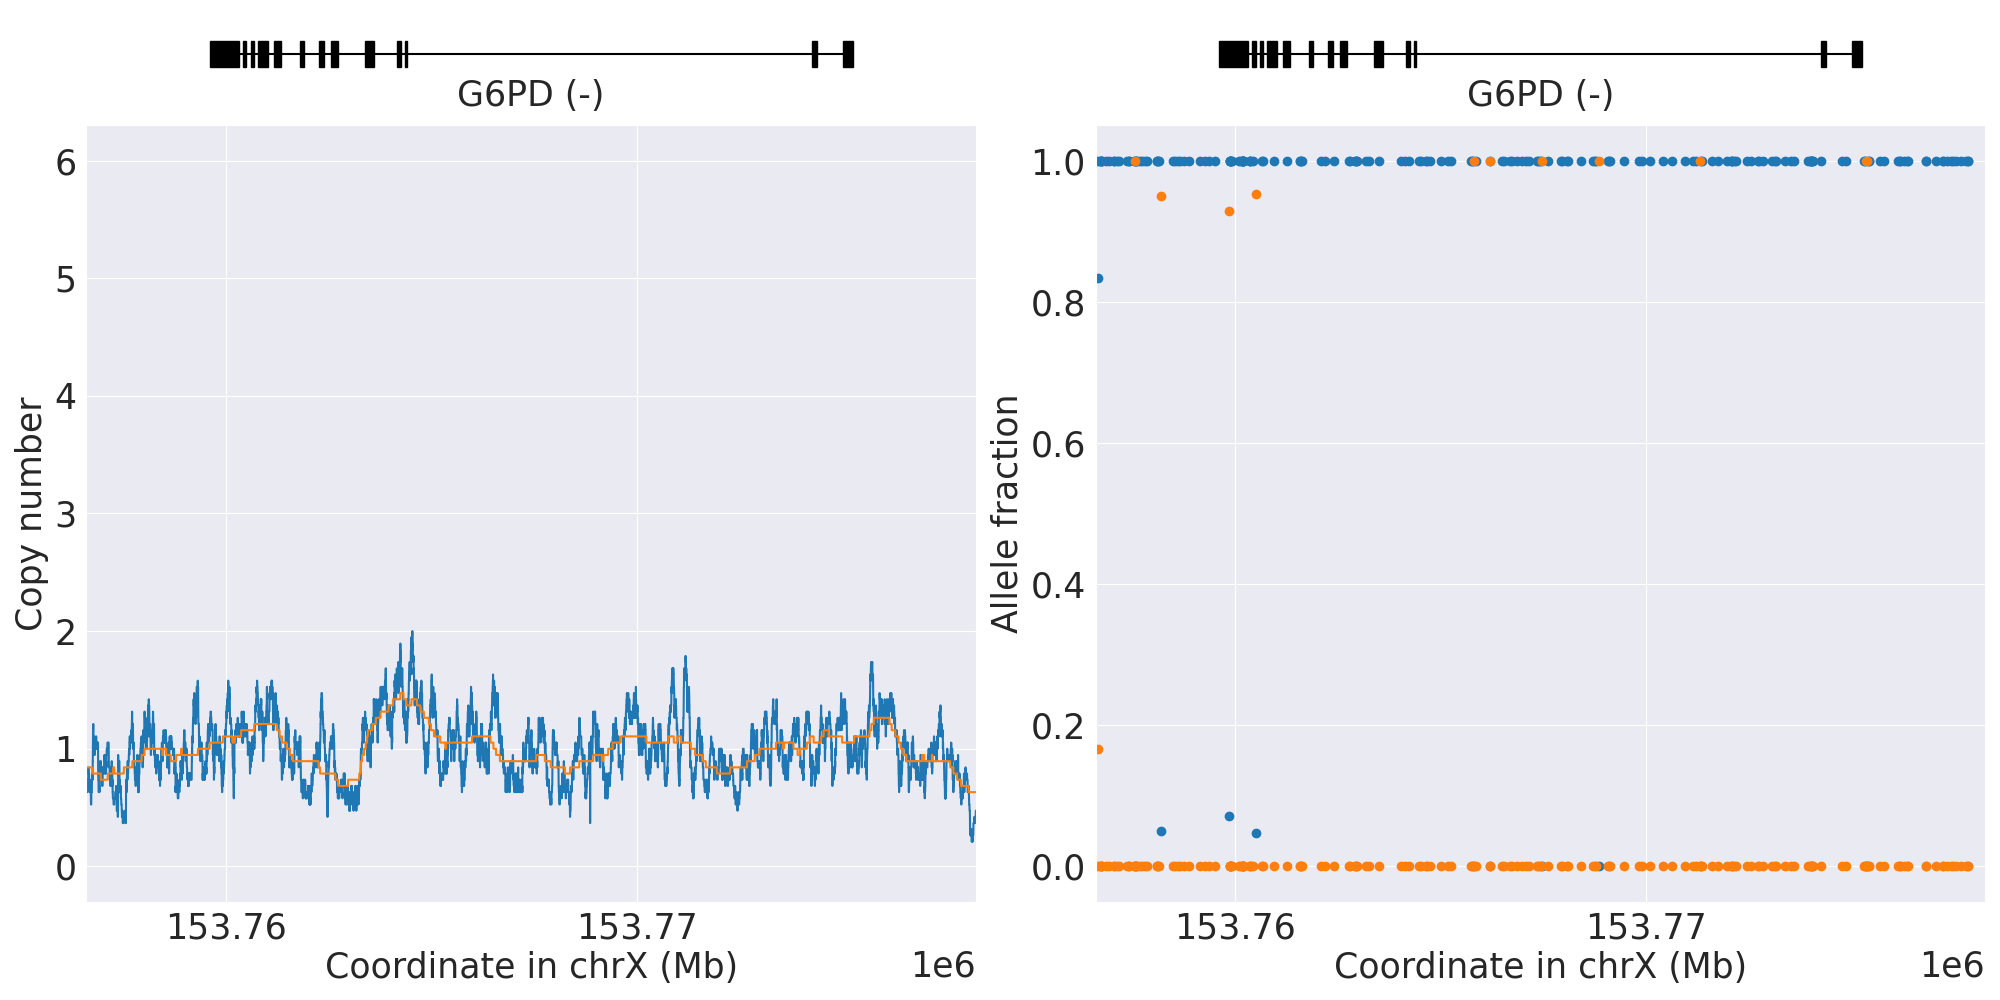 G6PD (-)
6
5
4
3
2
1
0
Copy number
153.76
153.77
Coordinate in chrX (Mb)
1e6
G6PD (-)
1.0
0.8
0.6
0.4
0.2
0.0
Allele fraction
153.76
153.77
Coordinate in chrX (Mb)
1e6